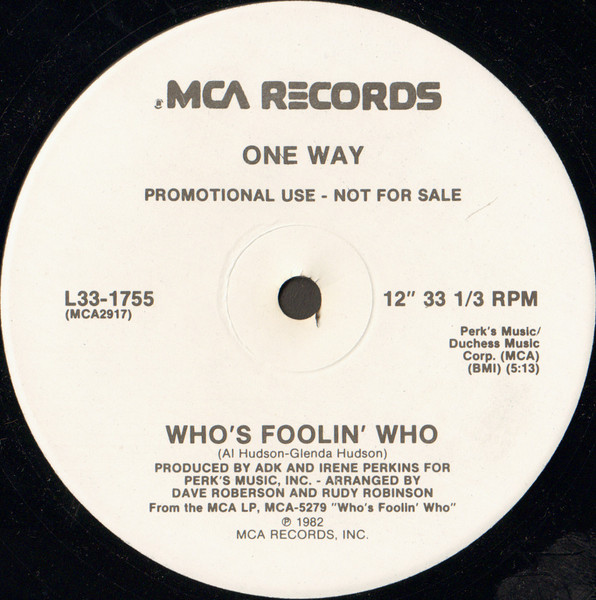 MCA RECORDS
ONE WAY
PROMOTIONAL USE - NOT FOR SALE
L33-1755
(MCA2917)
12" 33 1/3 RPM
Perk's Music/
Duchess Music
Corp. (MCA)
(BMI) (5:13)
WHO'S FOOLIN' WHO
(Al Hudson-Glenda Hudson)
PRODUCED BY ADK AND IRENE PERKINS FOR
PERK'S MUSIC, INC. - ARRANGED BY
DAVE ROBERSON AND RUDY ROBINSON
From the MCA LP, MCA-5279 "Who's Foolin' Who"
℗ 1982
MCA RECORDS, INC.